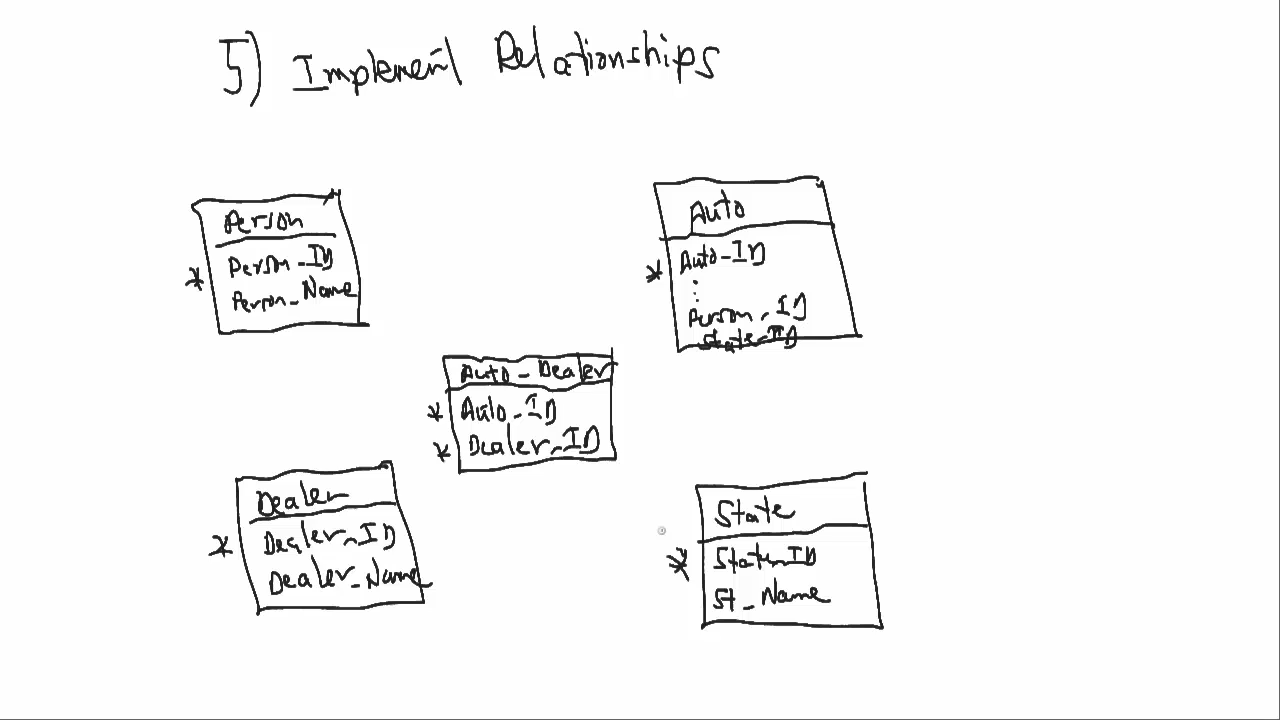 5) Implement Relationships
Person
* Person_ID
Person_Name
Auto
* Auto_ID
⋮
Person_ID
State_ID
Auto_Dealer
* Auto_ID
* Dealer_ID
Dealer
* Dealer_ID
Dealer_Name
State
* State_ID
St_Name